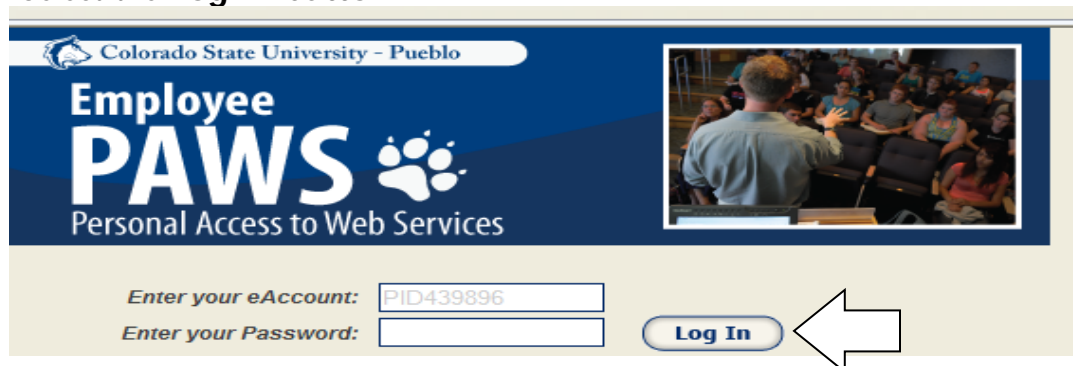 Colorado State University - Pueblo
Employee
PAWS
Personal Access to Web Services
Enter your eAccount: PID439896
Enter your Password:
Log In